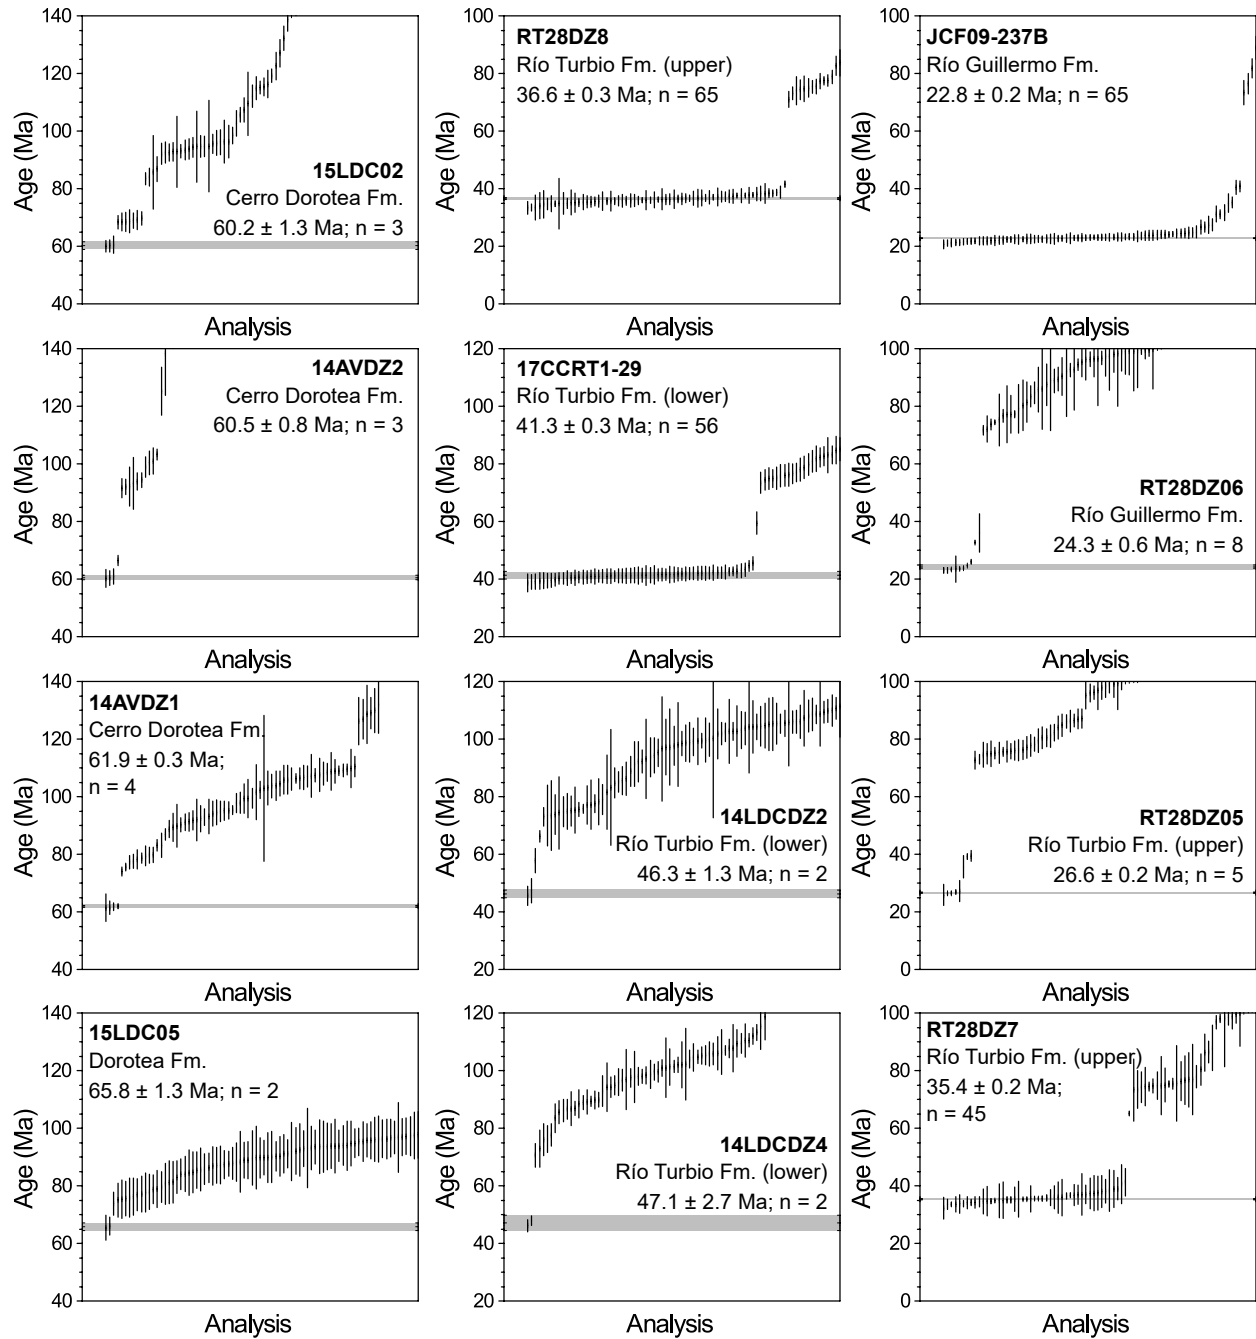 140
120
100
80
60
40
Age (Ma)
15LDC02
Cerro Dorotea Fm.
60.2 ± 1.3 Ma; n = 3
Analysis
100
80
60
40
20
0
Age (Ma)
RT28DZ8
Río Turbio Fm. (upper)
36.6 ± 0.3 Ma; n = 65
Analysis
100
80
60
40
20
0
Age (Ma)
JCF09-237B
Río Guillermo Fm.
22.8 ± 0.2 Ma; n = 65
Analysis
140
120
100
80
60
40
Age (Ma)
14AVDZ2
Cerro Dorotea Fm.
60.5 ± 0.8 Ma; n = 3
Analysis
120
100
80
60
40
20
Age (Ma)
17CCRT1-29
Río Turbio Fm. (lower)
41.3 ± 0.3 Ma; n = 56
Analysis
100
80
60
40
20
0
Age (Ma)
RT28DZ06
Río Guillermo Fm.
24.3 ± 0.6 Ma; n = 8
Analysis
140
120
100
80
60
40
Age (Ma)
14AVDZ1
Cerro Dorotea Fm.
61.9 ± 0.3 Ma;
n = 4
Analysis
120
100
80
60
40
20
Age (Ma)
14LDCDZ2
Río Turbio Fm. (lower)
46.3 ± 1.3 Ma; n = 2
Analysis
100
80
60
40
20
0
Age (Ma)
RT28DZ05
Río Turbio Fm. (upper)
26.6 ± 0.2 Ma; n = 5
Analysis
140
120
100
80
60
40
Age (Ma)
15LDC05
Dorotea Fm.
65.8 ± 1.3 Ma; n = 2
Analysis
120
100
80
60
40
20
Age (Ma)
14LDCDZ4
Río Turbio Fm. (lower)
47.1 ± 2.7 Ma; n = 2
Analysis
100
80
60
40
20
0
Age (Ma)
RT28DZ7
Río Turbio Fm. (upper)
35.4 ± 0.2 Ma;
n = 45
Analysis